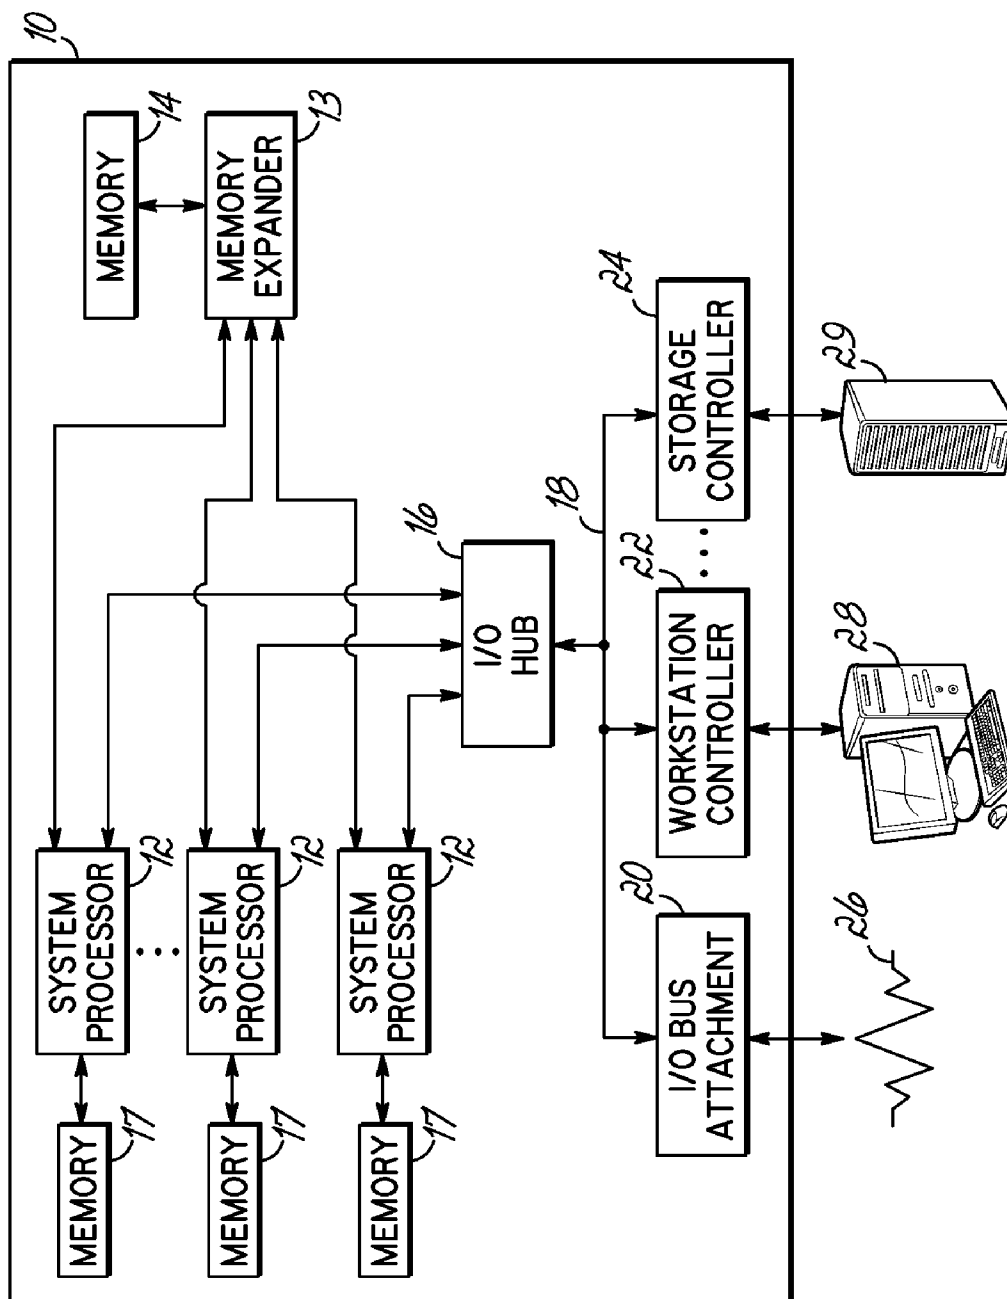 10
MEMORY
17
SYSTEM
PROCESSOR
12
MEMORY
14
MEMORY
EXPANDER
13
MEMORY
17
SYSTEM
PROCESSOR
12
MEMORY
17
SYSTEM
PROCESSOR
12
I/O
HUB
16
18
I/O BUS
ATTACHMENT
20
WORKSTATION
CONTROLLER
22
STORAGE
CONTROLLER
24
26
28
29